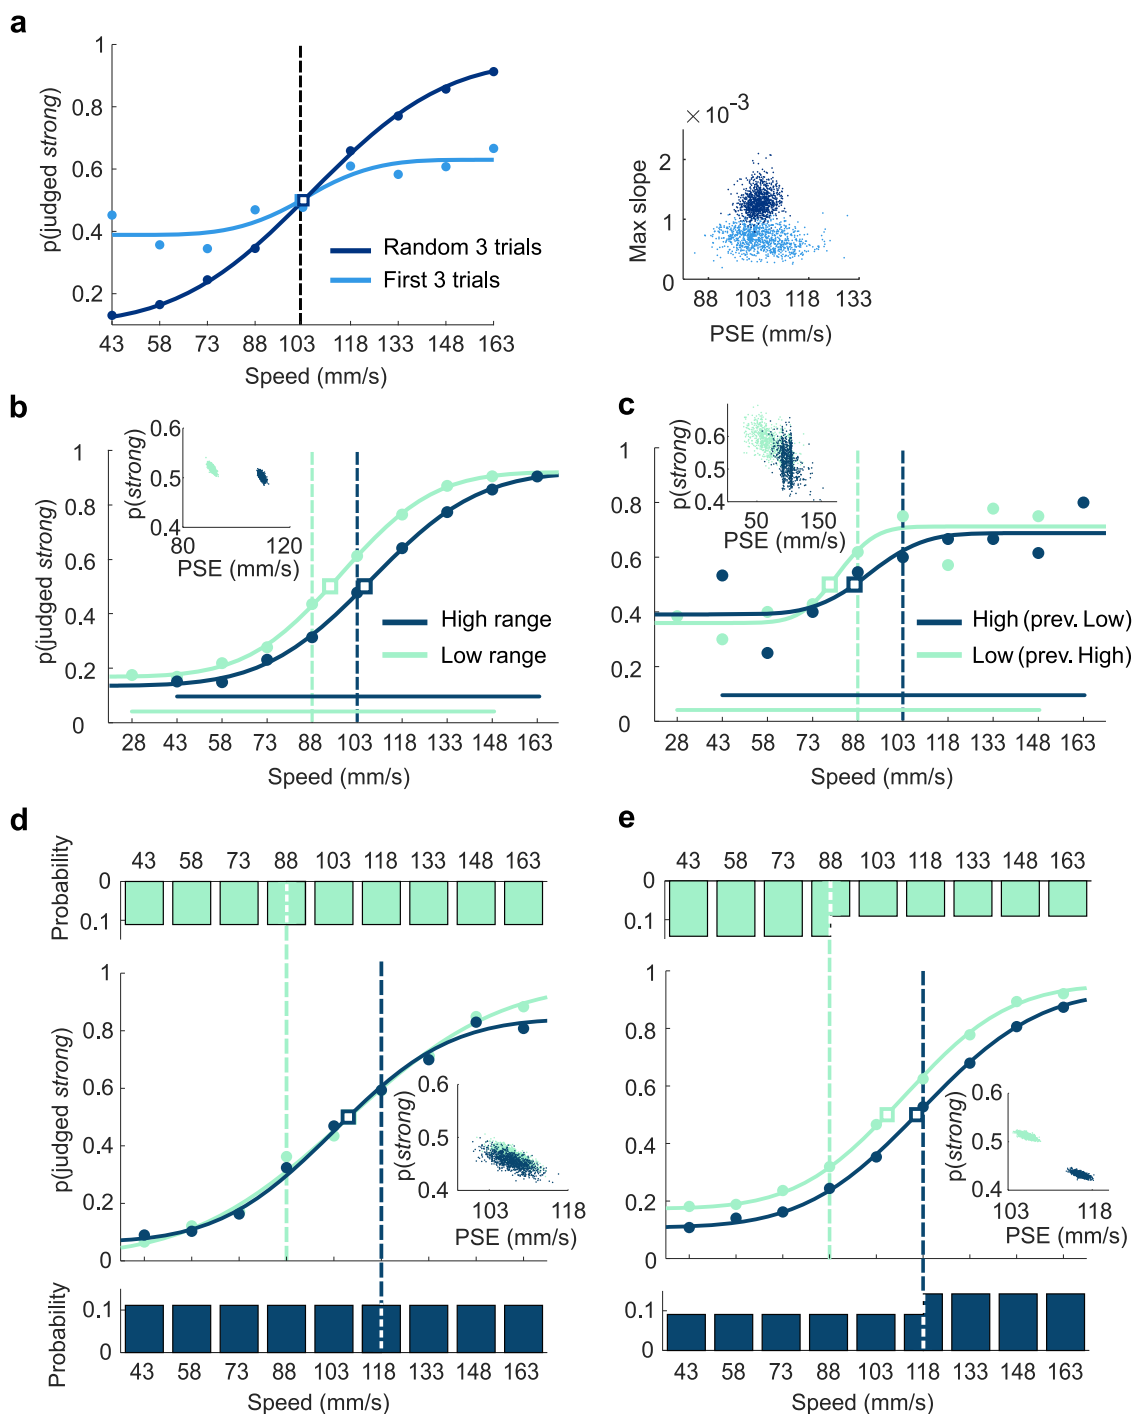 a
1
0.8
0.6
0.4
0.2
p(judged strong)
43 58 73 88 103 118 133 148 163
Speed (mm/s)
Random 3 trials
First 3 trials
× 10⁻³
2
1
0
Max slope
88 103 118 133
PSE (mm/s)
b
1
0.8
0.6
0.4
0.2
0
p(judged strong)
28 43 58 73 88 103 118 133 148 163
Speed (mm/s)
High range
Low range
0.6
0.5
0.4
p(strong)
80 120
PSE (mm/s)
c
1
0.8
0.6
0.4
0.2
0
28 43 58 73 88 103 118 133 148 163
Speed (mm/s)
High (prev. Low)
Low (prev. High)
0.6
0.5
0.4
p(strong)
50 150
PSE (mm/s)
d
43 58 73 88 103 118 133 148 163
Probability
0
0.1
1
0.8
0.6
0.4
0.2
0
p(judged strong)
0.6
0.5
0.4
p(strong)
103 118
PSE (mm/s)
Probability
0.1
0
43 58 73 88 103 118 133 148 163
Speed (mm/s)
e
43 58 73 88 103 118 133 148 163
0
0.1
1
0.8
0.6
0.4
0.2
0
0.6
0.5
0.4
p(strong)
103 118
PSE (mm/s)
0.1
0
43 58 73 88 103 118 133 148 163
Speed (mm/s)